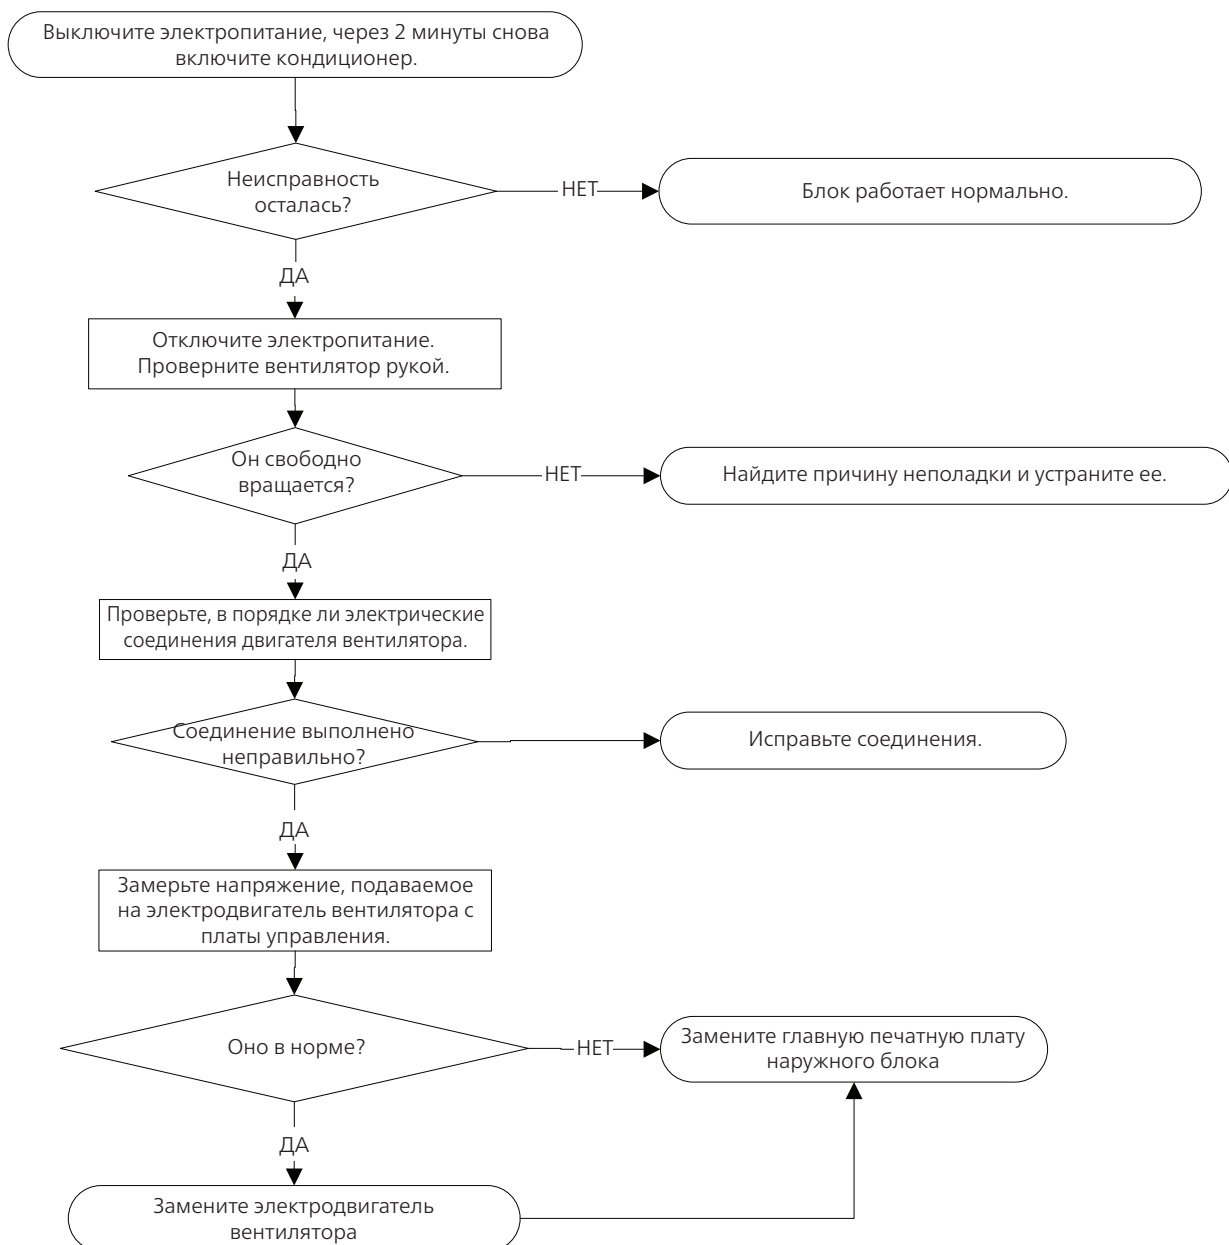 Выключите электропитание, через 2 минуты снова
включите кондиционер.
Неисправность
осталась?
НЕТ
Блок работает нормально.
ДА
Отключите электропитание.
Проверните вентилятор рукой.
Он свободно
вращается?
НЕТ
Найдите причину неполадки и устраните ее.
ДА
Проверьте, в порядке ли электрические
соединения двигателя вентилятора.
Соединение выполнено
неправильно?
Исправьте соединения.
ДА
Замерьте напряжение, подаваемое
на электродвигатель вентилятора с
платы управления.
Оно в норме?
НЕТ
Замените главную печатную плату
наружного блока
ДА
Замените электродвигатель
вентилятора